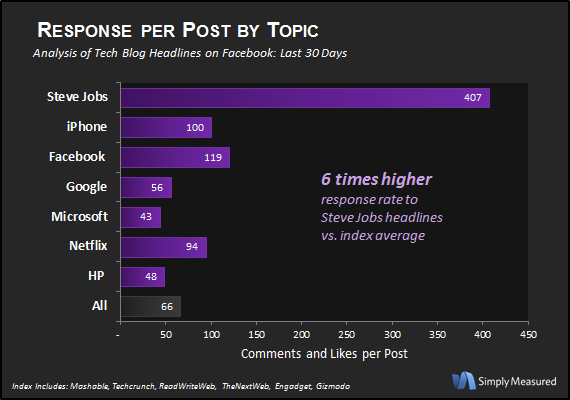 RESPONSE PER POST BY TOPIC
Analysis of Tech Blog Headlines on Facebook: Last 30 Days
Steve Jobs 407
iPhone 100
Facebook 119
Google 56
Microsoft 43
Netflix 94
HP 48
All 66
6 times higher
response rate to
Steve Jobs headlines
vs. index average
- 50 100 150 200 250 300 350 400 450
Comments and Likes per Post
Index Includes: Mashable, Techcrunch, ReadWriteWeb, TheNextWeb, Engadget, Gizmodo
Simply Measured